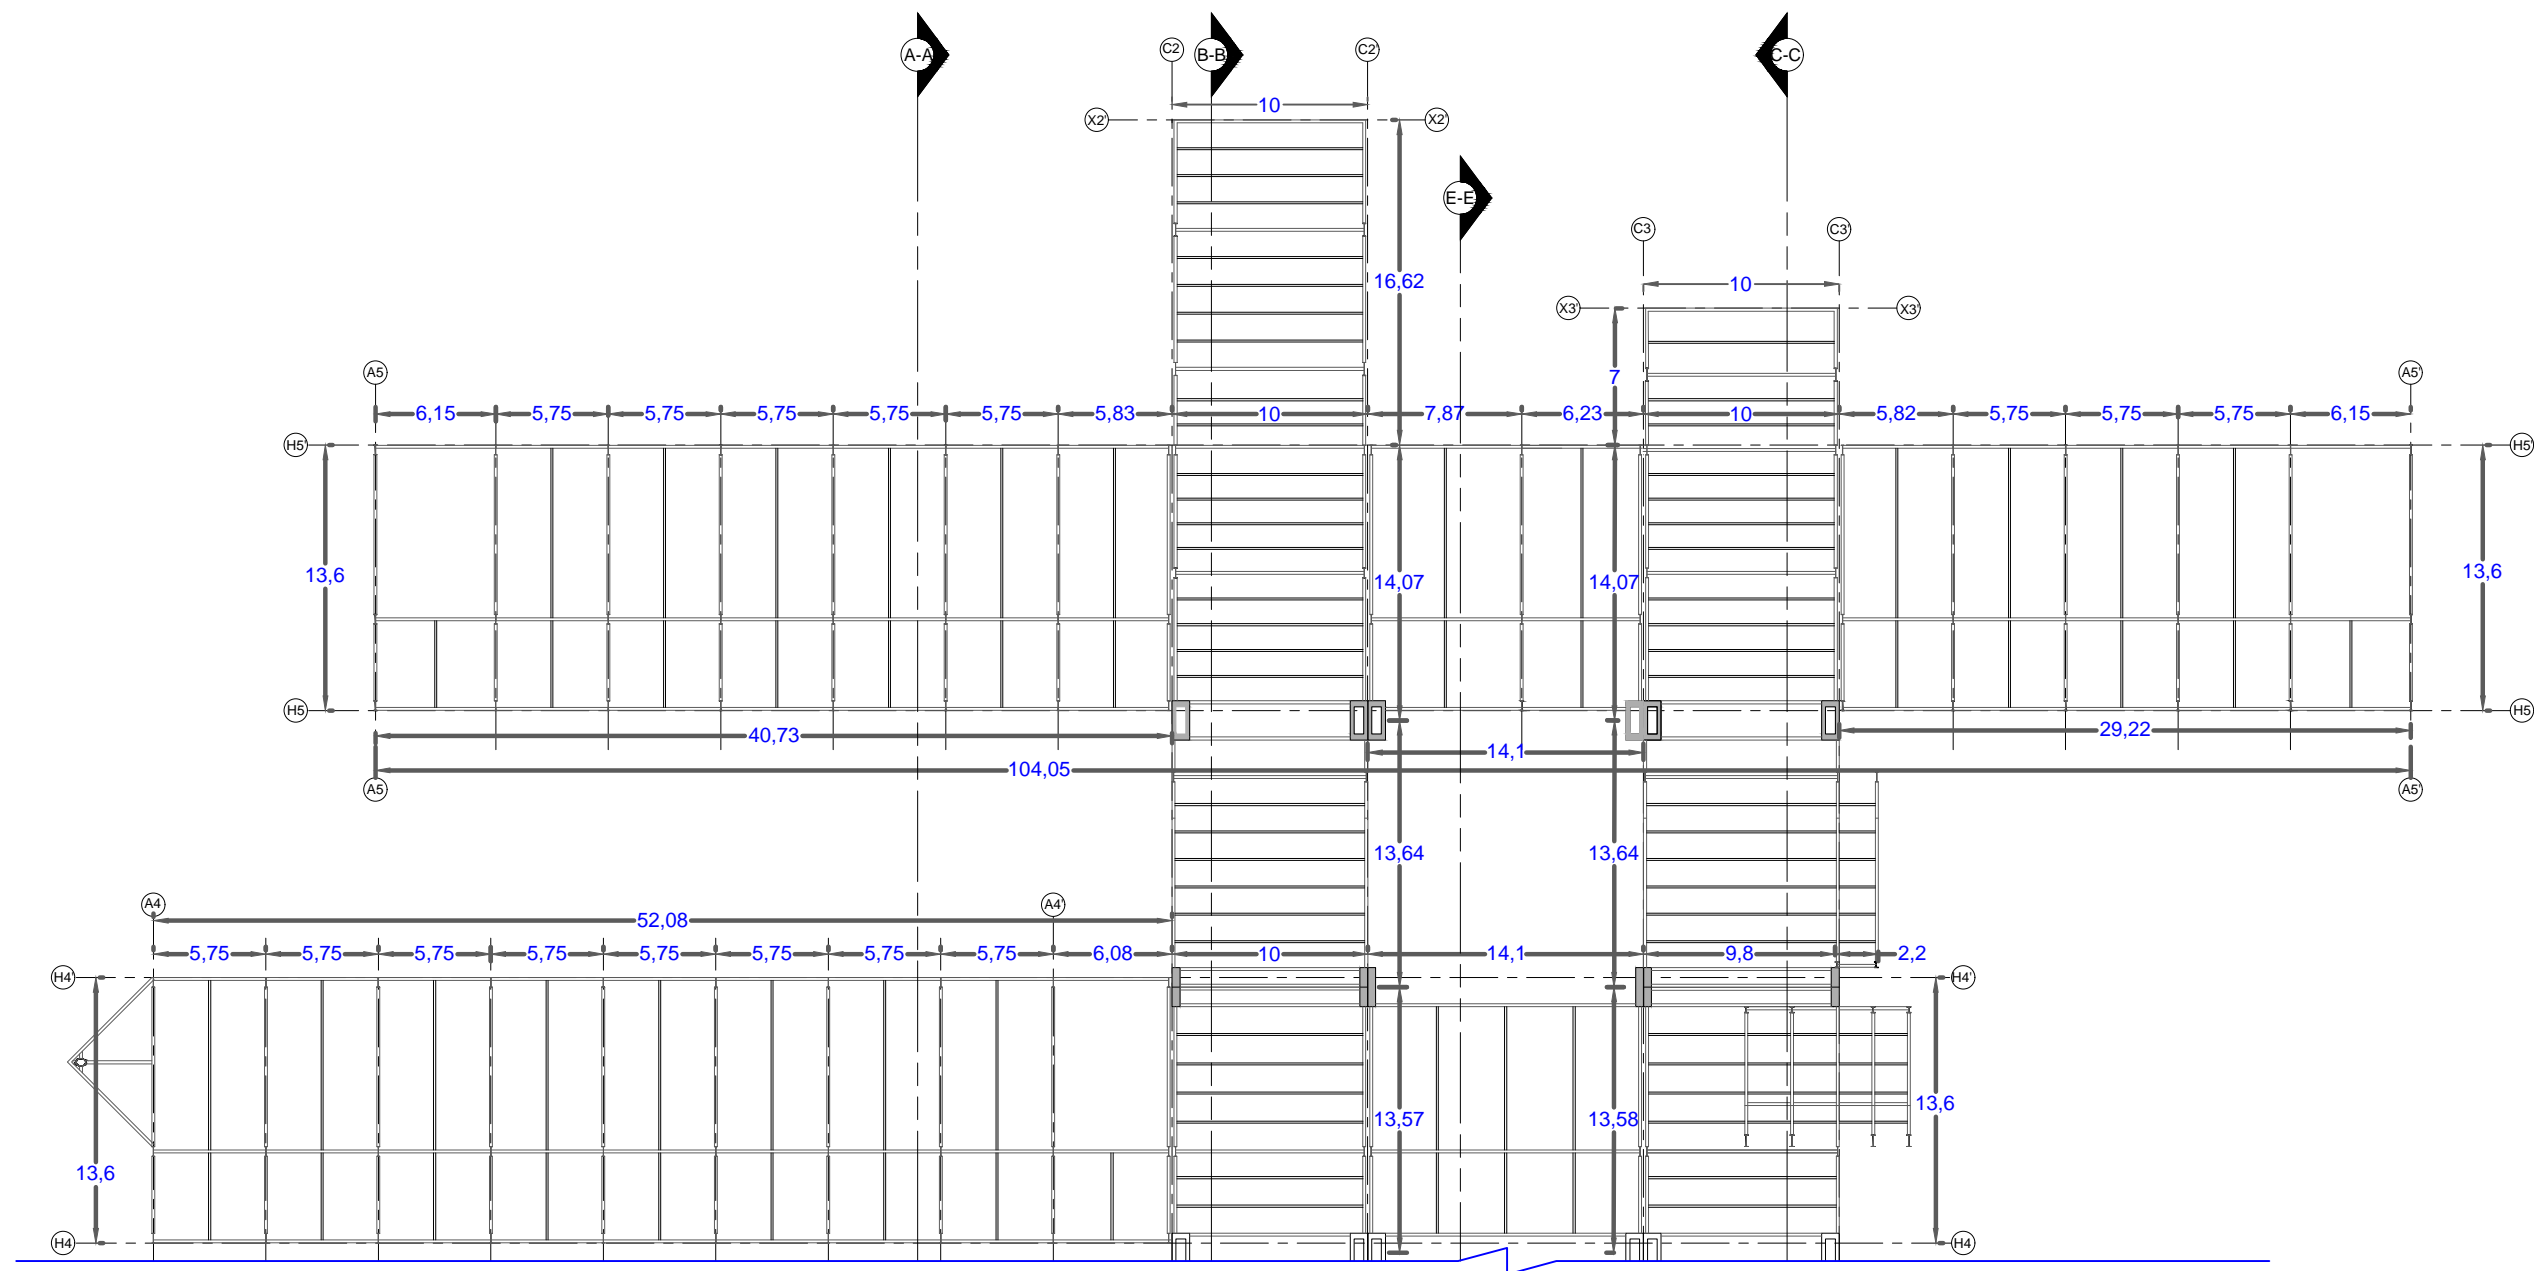 C2
C2'
A-A
B-B
C-C
10
X2'
X2'
E-E
C3
C3'
16,62
10
X3'
X3'
A5
A5'
7
6,15
5,75
5,75
5,75
5,75
5,75
5,83
10
7,87
6,23
10
5,82
5,75
5,75
5,75
6,15
H5'
H5'
13,6
14,07
14,07
13,6
H5
H5
40,73
29,22
14,1
104,05
A5
A5'
13,64
13,64
A4
A4'
52,08
5,75
5,75
5,75
5,75
5,75
5,75
5,75
5,75
6,08
10
14,1
9,8
2,2
H4'
H4'
13,6
13,57
13,58
13,6
H4
H4